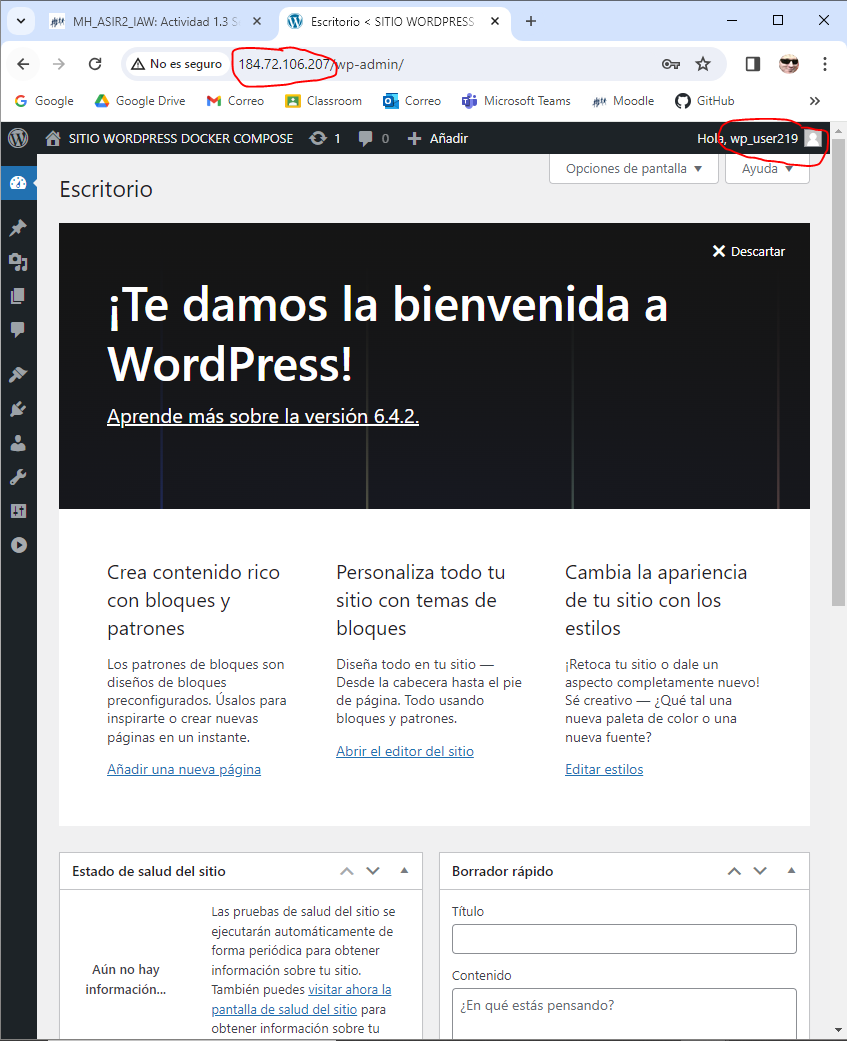 MH_ASIR2_IAW: Actividad 1.3 S
Escritorio < SITIO WORDPRESS
No es seguro
184.72.106.207/wp-admin/
Google
Google Drive
Correo
Classroom
Correo
Microsoft Teams
Moodle
GitHub
SITIO WORDPRESS DOCKER COMPOSE
1
0
Añadir
Hola, wp_user219
Opciones de pantalla
Ayuda
Escritorio
Descartar
¡Te damos la bienvenida a
WordPress!
Aprende más sobre la versión 6.4.2.
Crea contenido rico
con bloques y
patrones
Los patrones de bloques son
diseños de bloques
preconfigurados. Úsalos para
inspirarte o crear nuevas
páginas en un instante.
Añadir una nueva página
Personaliza todo tu
sitio con temas de
bloques
Diseña todo en tu sitio —
Desde la cabecera hasta el pie
de página. Todo usando
bloques y patrones.
Abrir el editor del sitio
Cambia la apariencia
de tu sitio con los
estilos
¡Retoca tu sitio o dale un
aspecto completamente nuevo!
Sé creativo — ¿Qué tal una
nueva paleta de color o una
nueva fuente?
Editar estilos
Estado de salud del sitio
Aún no hay
información...
Las pruebas de salud del sitio se
ejecutarán automáticamente de
forma periódica para obtener
información sobre tu sitio.
También puedes visitar ahora la
pantalla de salud del sitio para
obtener información sobre tu
Borrador rápido
Título
Contenido
¿En qué estás pensando?